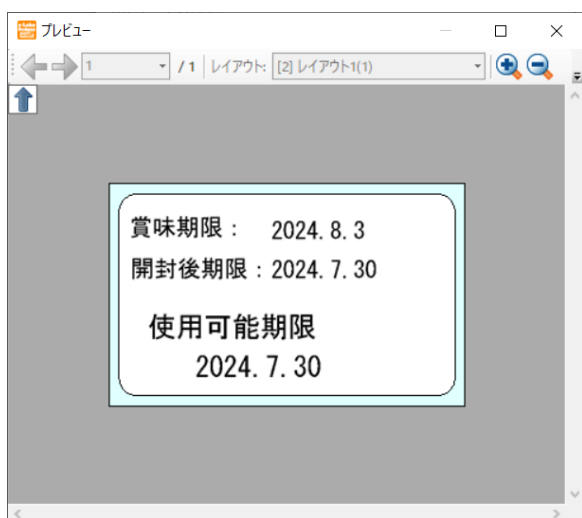 プレビュー
1 / 1 レイアウト: [2] レイアウト1(1)
賞味期限： 2024. 8. 3
開封後期限：2024. 7. 30
使用可能期限
2024. 7. 30